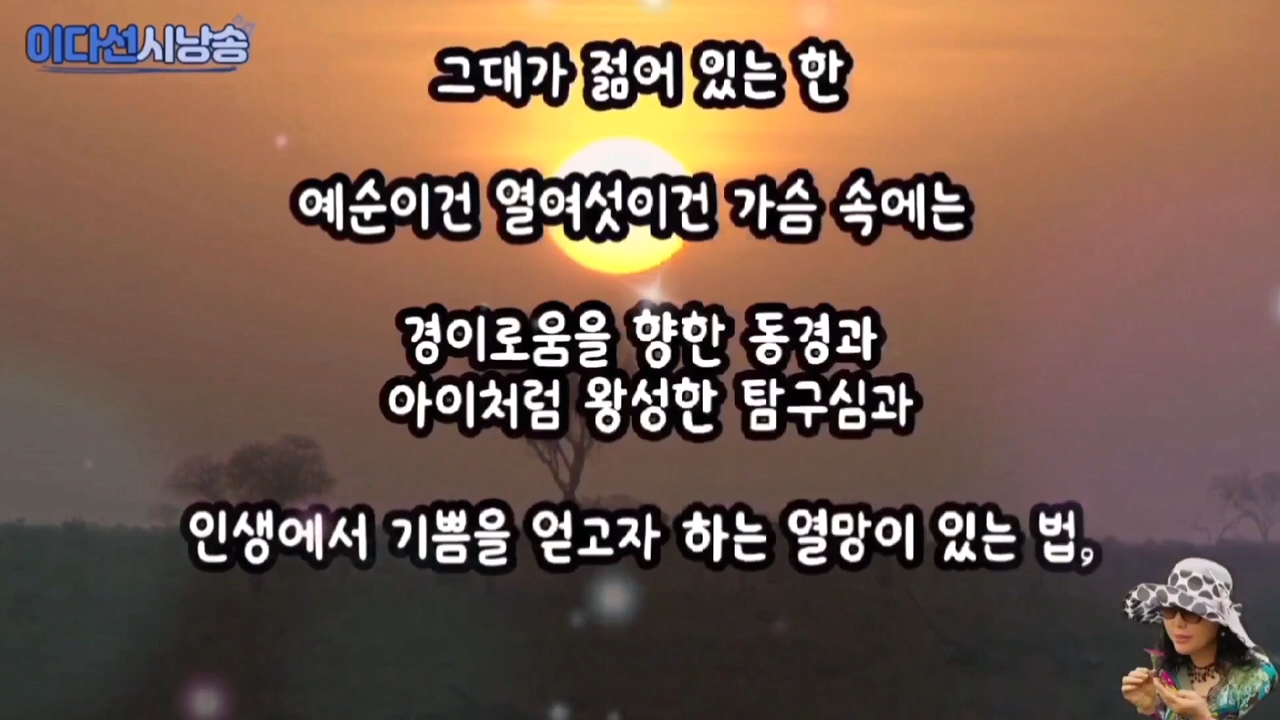 이다선시낭송
그대가 젊어 있는 한
예순이건 열여섯이건 가슴 속에는
경이로움을 향한 동경과
아이처럼 왕성한 탐구심과
인생에서 기쁨을 얻고자 하는 열망이 있는 법,